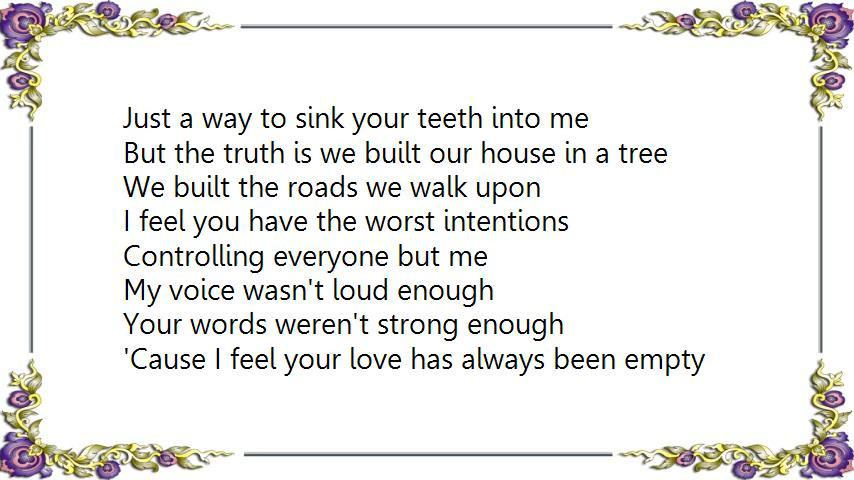 Just a way to sink your teeth into me
But the truth is we built our house in a tree
We built the roads we walk upon
I feel you have the worst intentions
Controlling everyone but me
My voice wasn't loud enough
Your words weren't strong enough
'Cause I feel your love has always been empty